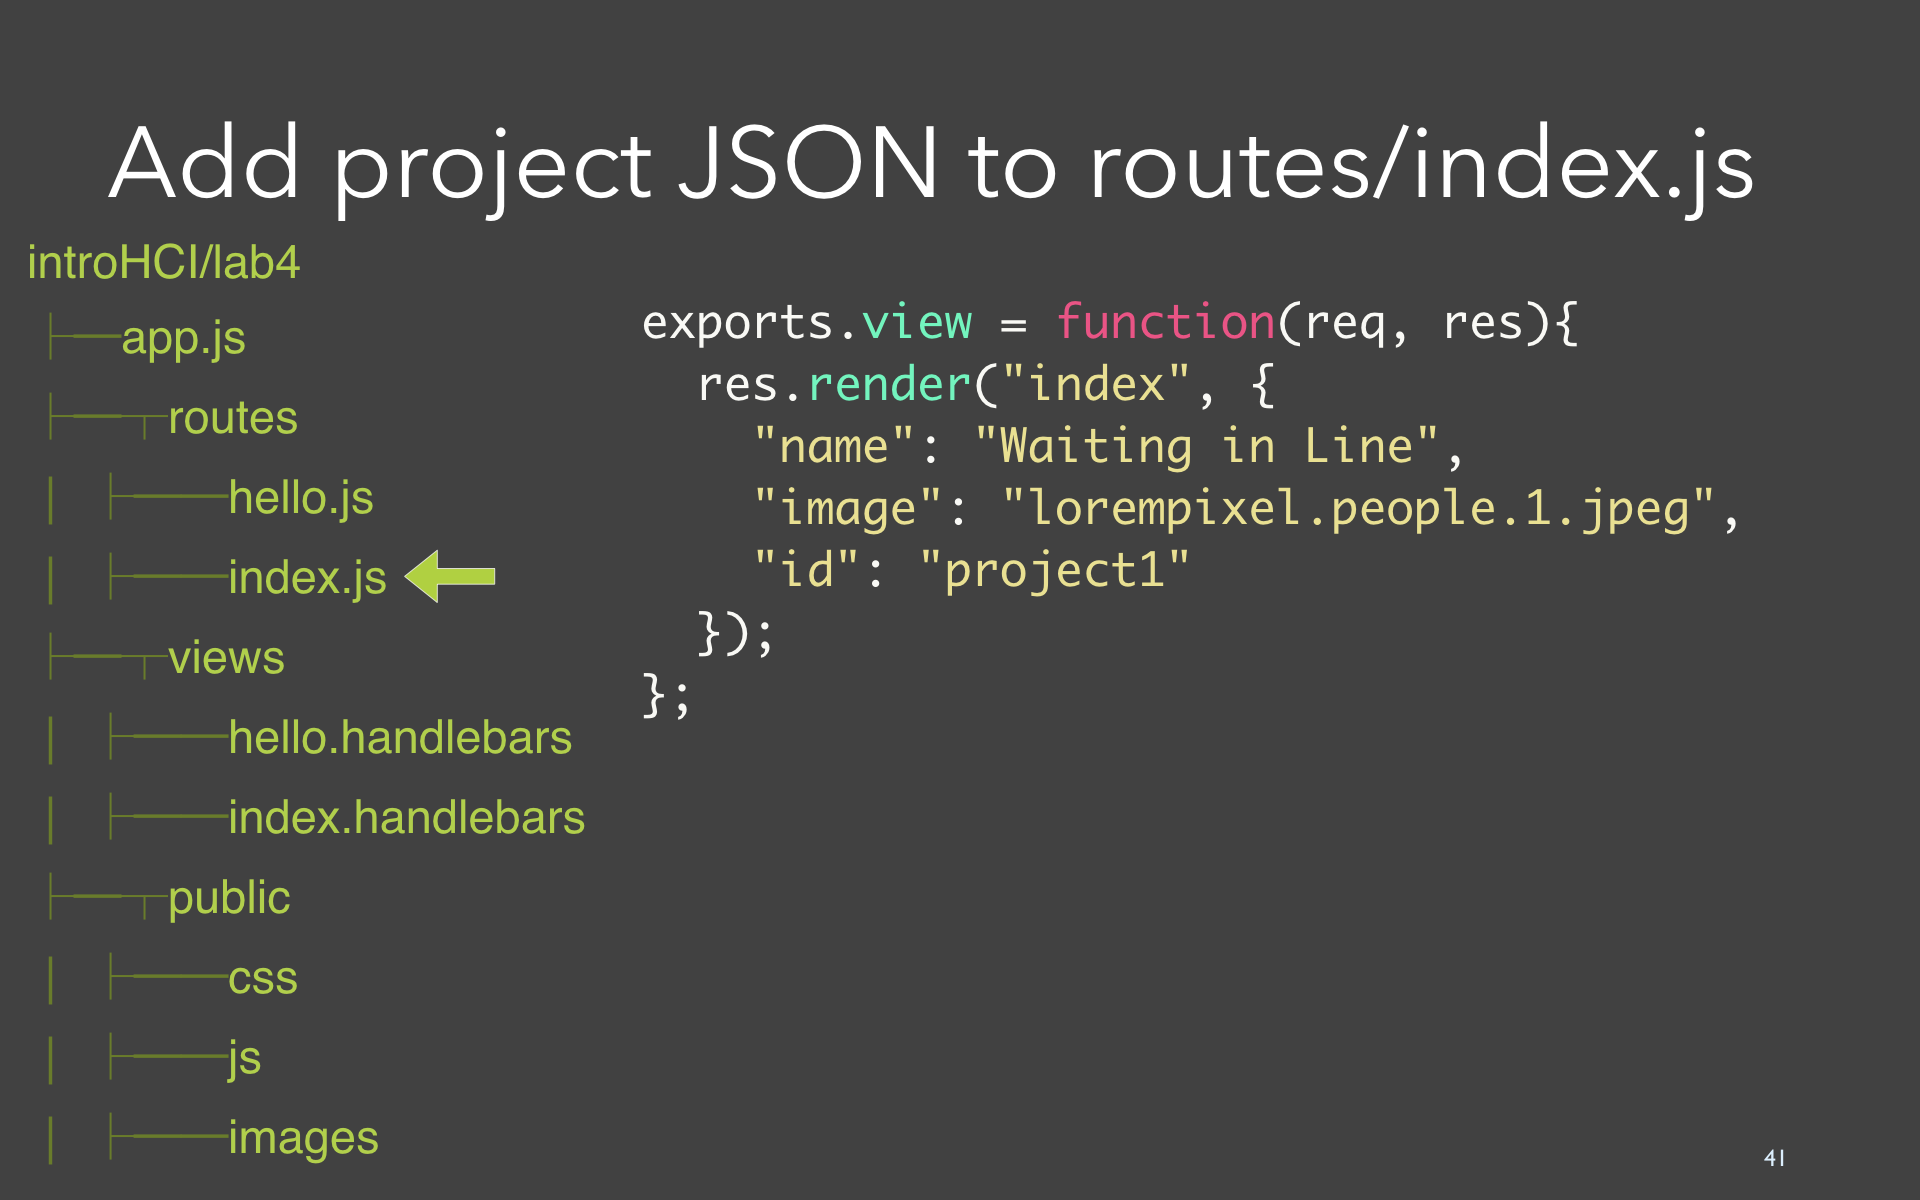 Add project JSON to routes/index.js
introHCI/lab4
app.js
routes
hello.js
index.js
views
hello.handlebars
index.handlebars
public
css
js
images
exports.view = function(req, res){
  res.render("index", {
    "name": "Waiting in Line",
    "image": "lorempixel.people.1.jpeg",
    "id": "project1"
  });
};
41